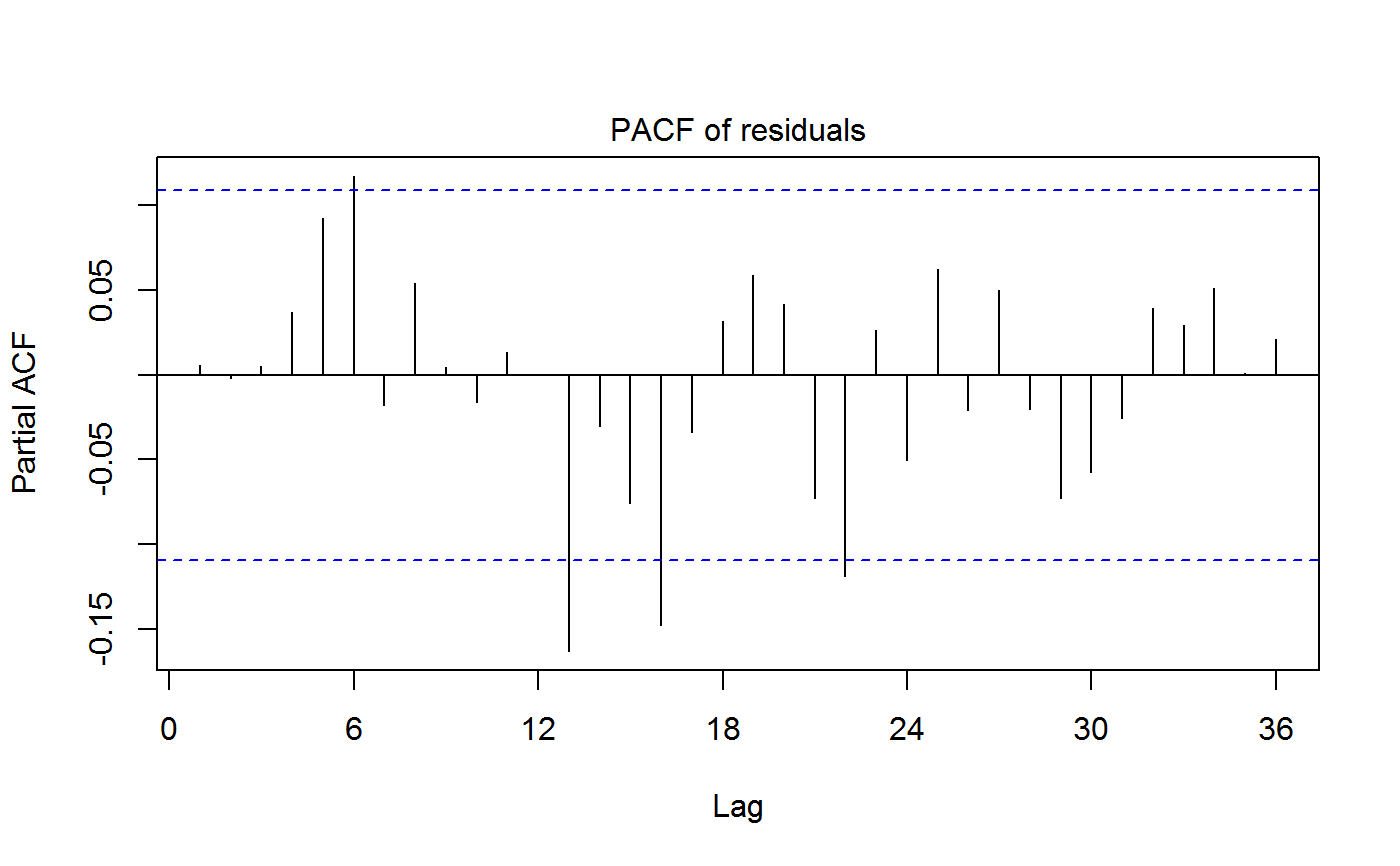 PACF of residuals
Partial ACF
0.05
-0.05
-0.15
0 6 12 18 24 30 36
Lag